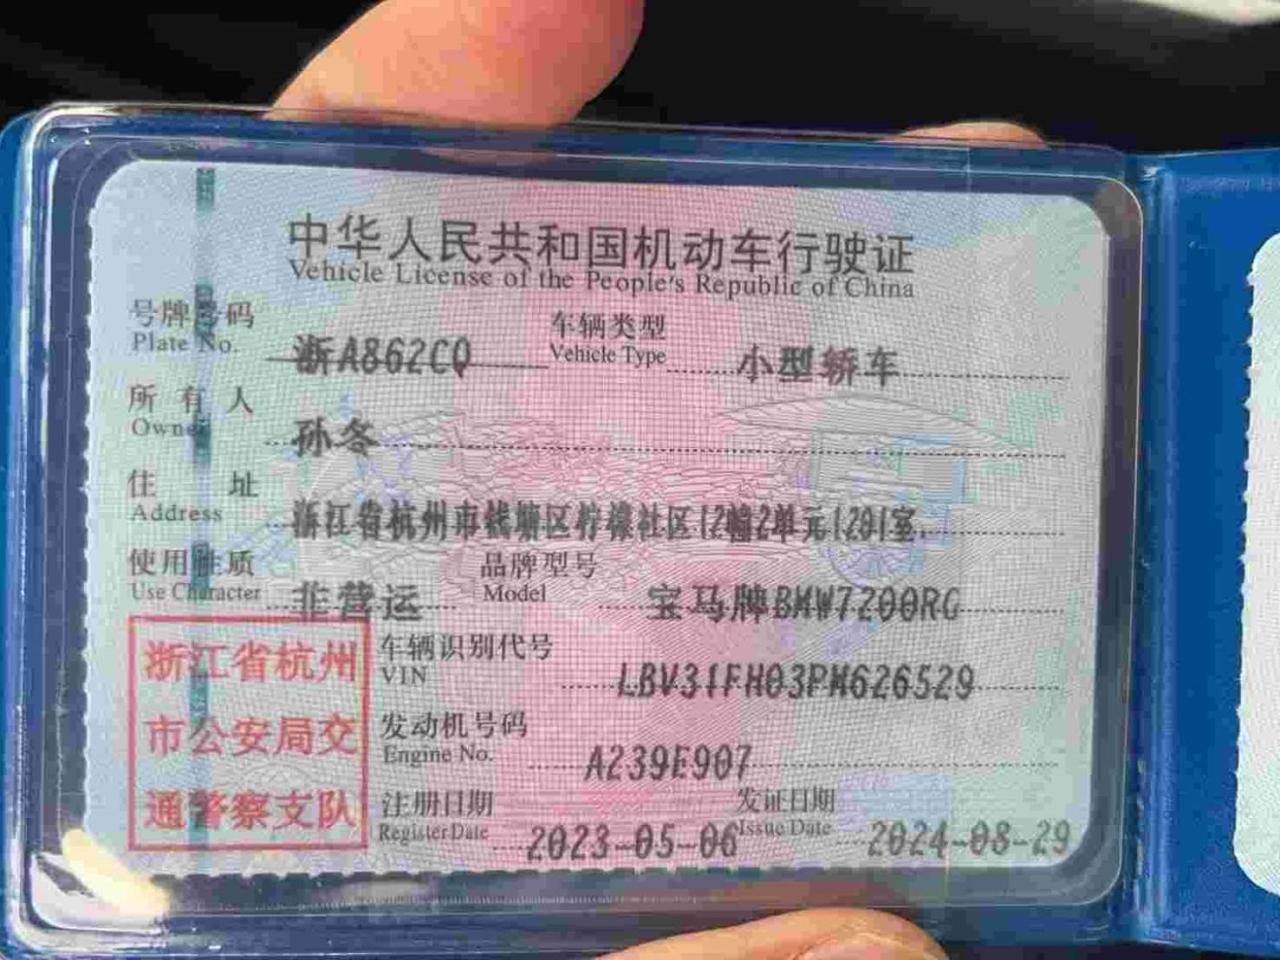 中华人民共和国机动车行驶证
Vehicle License of the People's Republic of China
号牌号码 浙A862CQ 车辆类型 小型轿车
Plate No. Vehicle Type
所有人 孙冬
Owner
住址 浙江省杭州市钱塘区柠檬社区12幢2单元1201室
Address
使用性质 非营运 品牌型号 宝马牌BMW7200RG
Use Character Model
浙江省杭州
市公安局交
通警察支队
车辆识别代号 LBV31FH03PM626529
VIN
发动机号码 A239E907
Engine No.
注册日期 2023-05-06 发证日期 2024-08-29
Register Date Issue Date